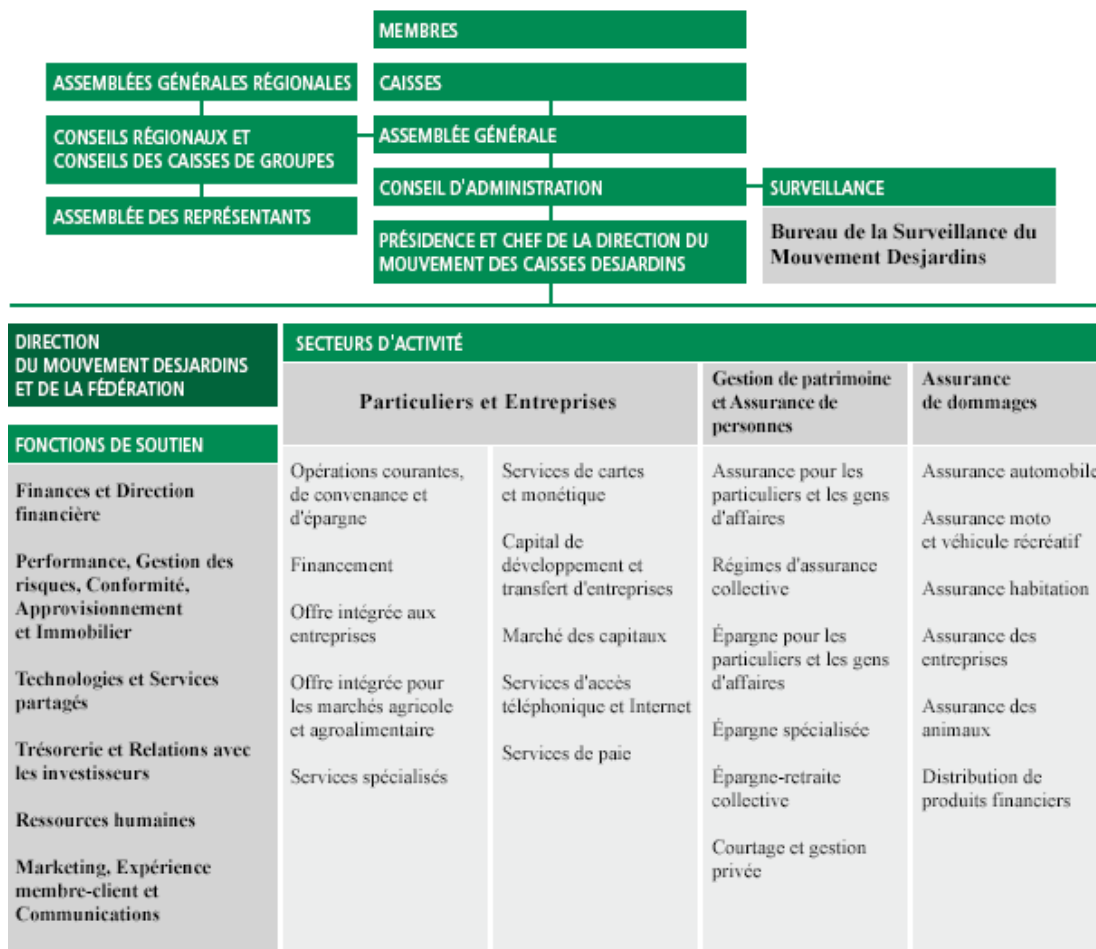 MEMBRES
ASSEMBLÉES GÉNÉRALES RÉGIONALES
CAISSES
CONSEILS RÉGIONAUX ET
CONSEILS DES CAISSES DE GROUPES
ASSEMBLÉE GÉNÉRALE
CONSEIL D'ADMINISTRATION
SURVEILLANCE
ASSEMBLÉE DES REPRÉSENTANTS
PRÉSIDENCE ET CHEF DE LA DIRECTION DU
MOUVEMENT DES CAISSES DESJARDINS
Bureau de la Surveillance du
Mouvement Desjardins
DIRECTION
DU MOUVEMENT DESJARDINS
ET DE LA FÉDÉRATION
FONCTIONS DE SOUTIEN
Finances et Direction
financière
Performance, Gestion des
risques, Conformité,
Approvisionnement
et Immobilier
Technologies et Services
partagés
Trésorerie et Relations avec
les investisseurs
Ressources humaines
Marketing, Expérience
membre-client et
Communications
SECTEURS D'ACTIVITÉ
Particuliers et Entreprises
Opérations courantes,
de convenance et
d'épargne
Financement
Offre intégrée aux
entreprises
Offre intégrée pour
les marchés agricole
et agroalimentaire
Services spécialisés
Services de cartes
et monétique
Capital de
développement et
transfert d'entreprises
Marché des capitaux
Services d'accès
téléphonique et Internet
Services de paie
Gestion de patrimoine
et Assurance de
personnes
Assurance pour les
particuliers et les gens
d'affaires
Régimes d'assurance
collective
Épargne pour les
particuliers et les gens
d'affaires
Épargne spécialisée
Épargne-retraite
collective
Courtage et gestion
privée
Assurance
de dommages
Assurance automobile
Assurance moto
et véhicule récréatif
Assurance habitation
Assurance des
entreprises
Assurance des
animaux
Distribution de
produits financiers